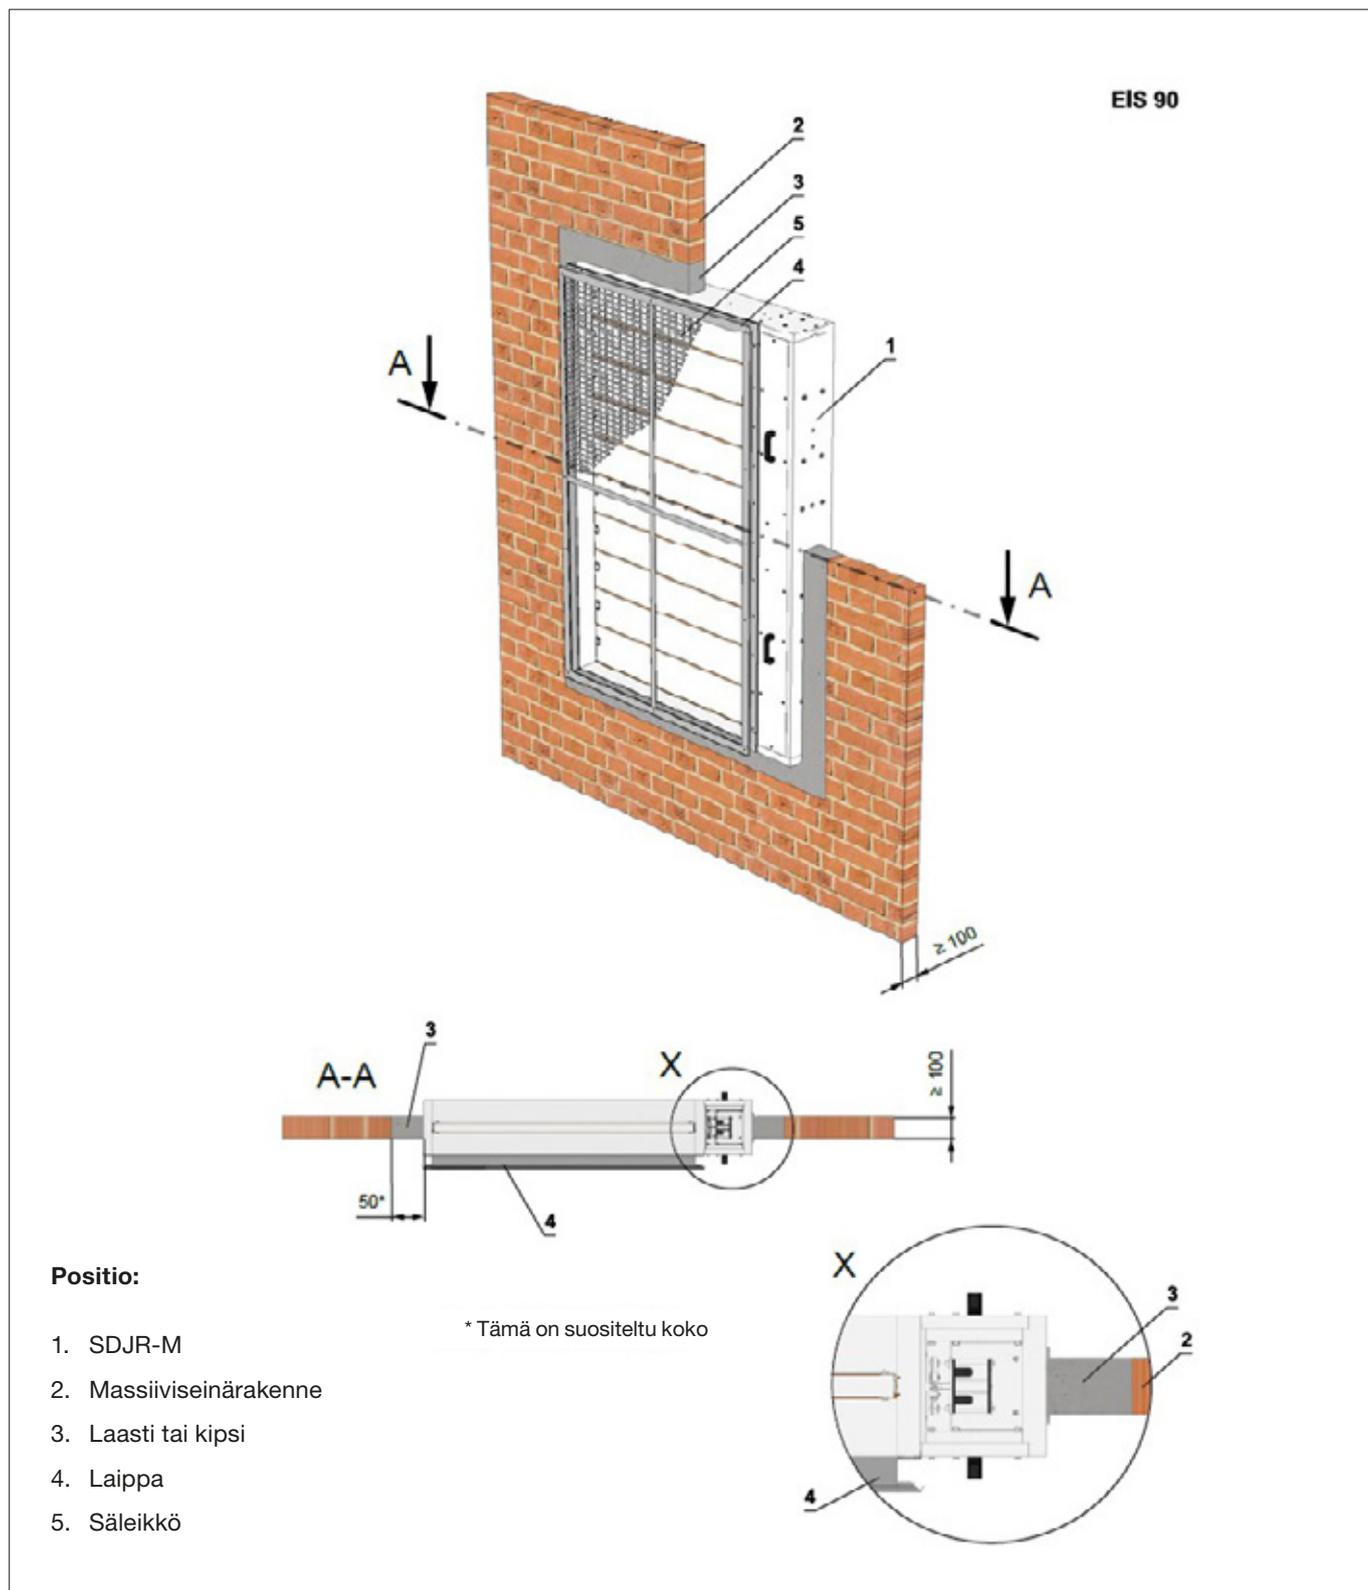 EIS 90
2
3
5
4
1
A
A
≥ 100
3
A-A
X
≥ 100
50*
4
Positio:
X
* Tämä on suositeltu koko
3
2
4
1. SDJR-M
2. Massiiviseinärakenne
3. Laasti tai kipsi
4. Laippa
5. Säleikkö